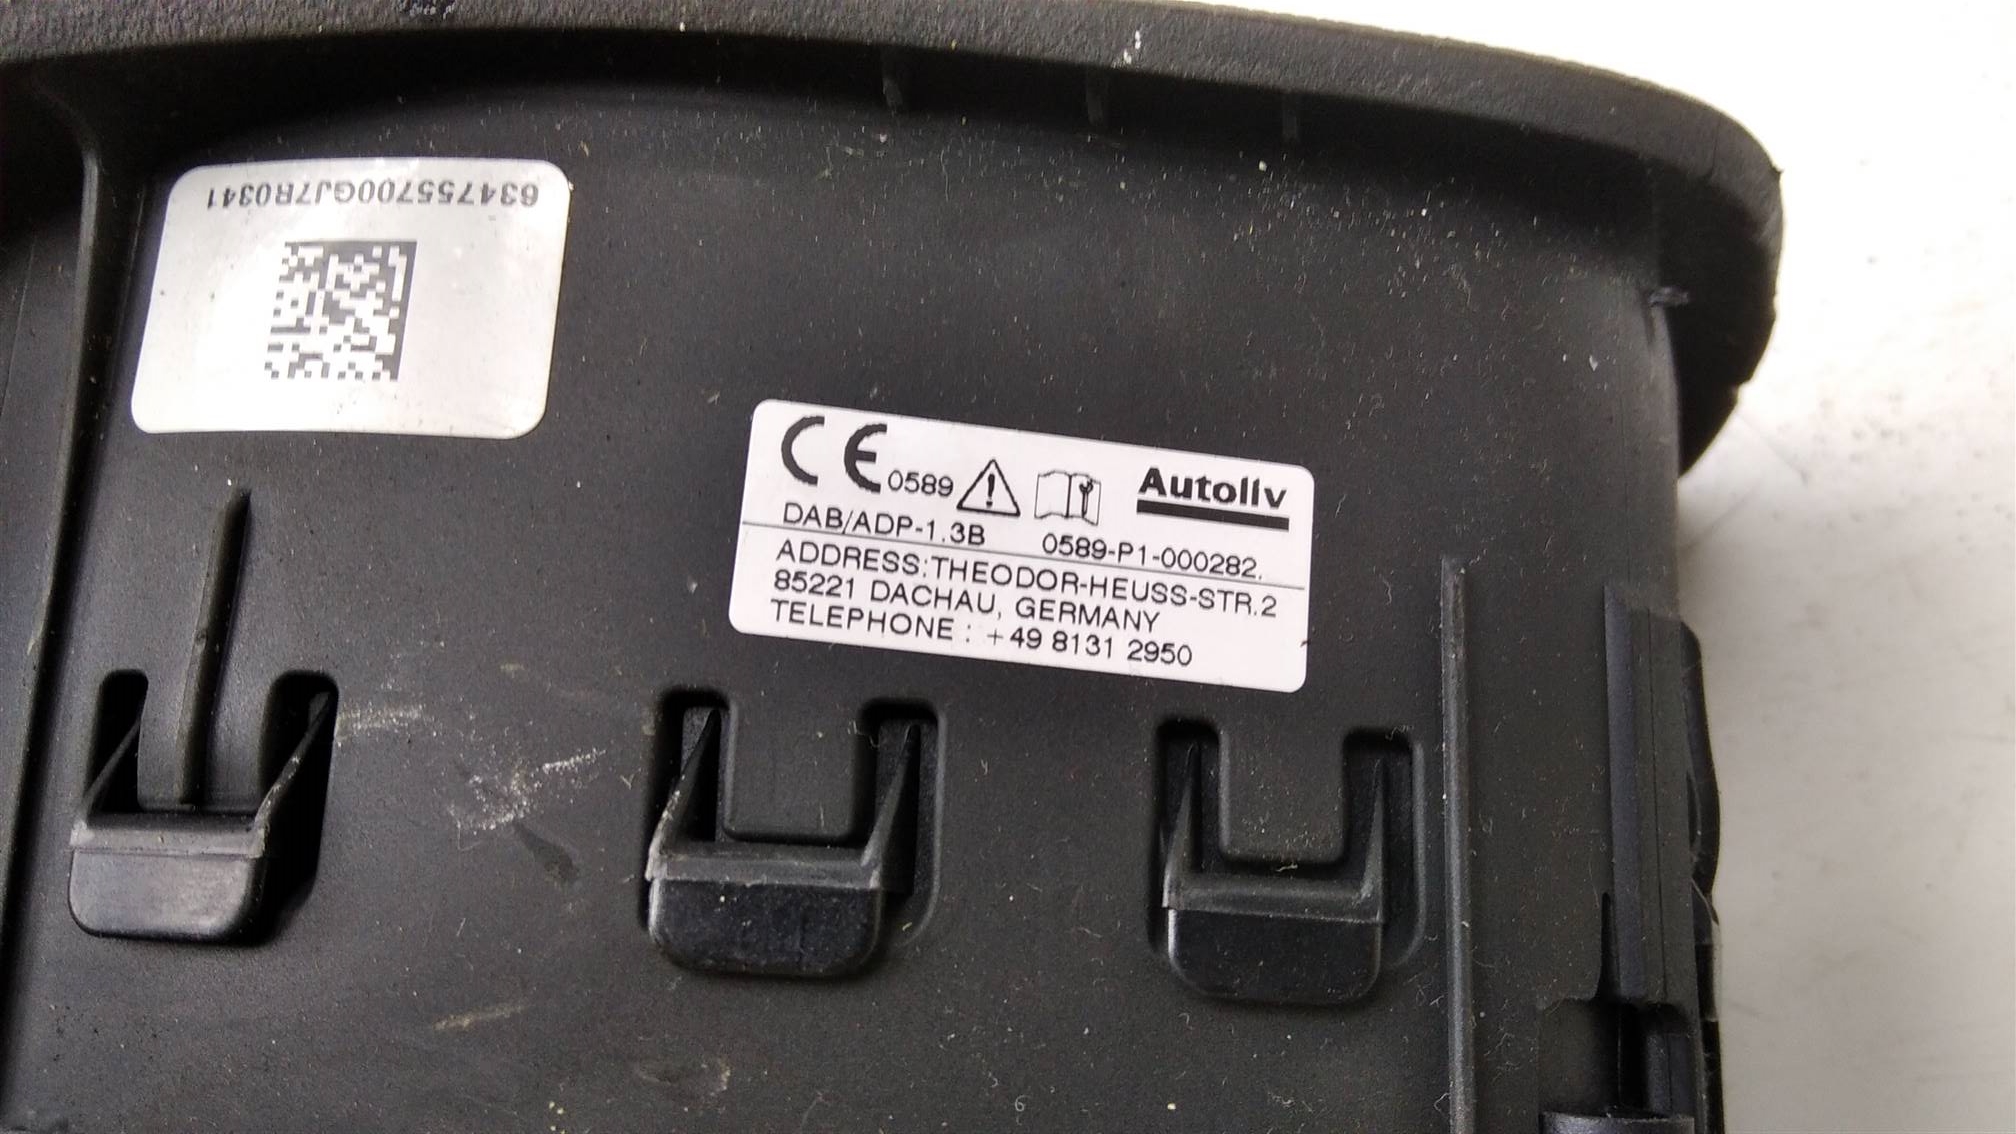 634755700GJ7R0341
CE 0589 Autoliv
DAB/ADP-1.3B 0589-P1-000282.
ADDRESS:THEODOR-HEUSS-STR.2
85221 DACHAU, GERMANY
TELEPHONE: +49 8131 2950